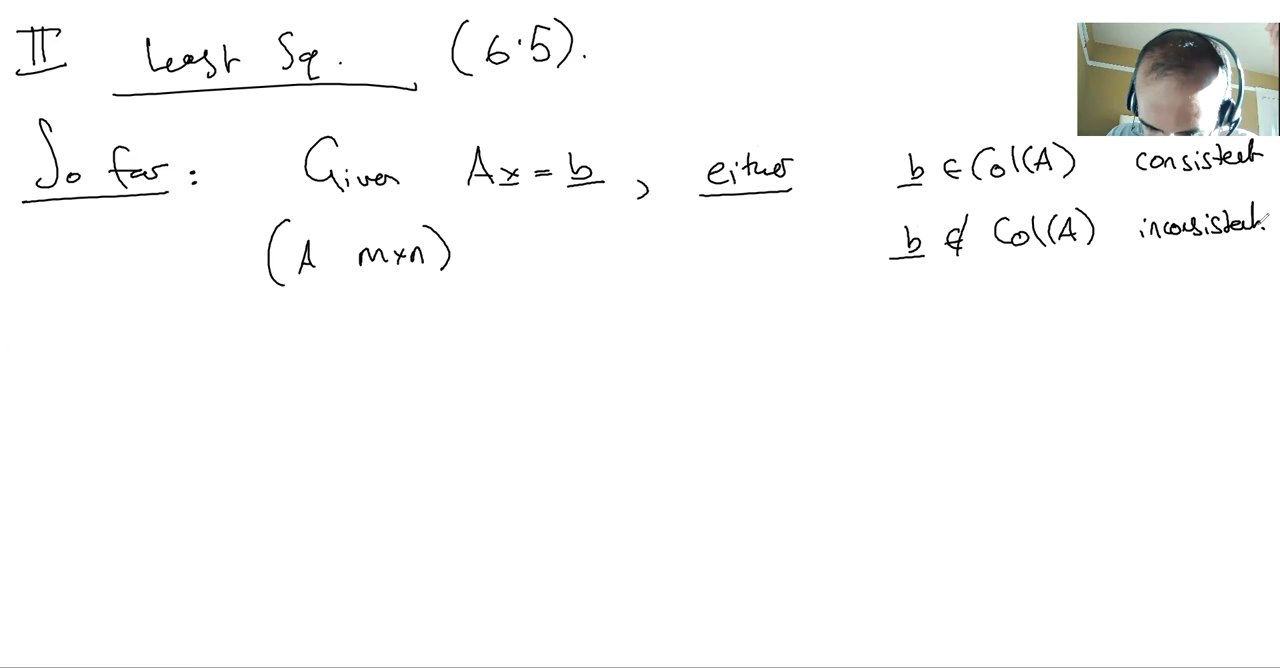 II Least Sq. (6.5).
So far: Given Ax = b, either b ∈ Col(A) consistent
(A m×n) b ∉ Col(A) inconsistent.